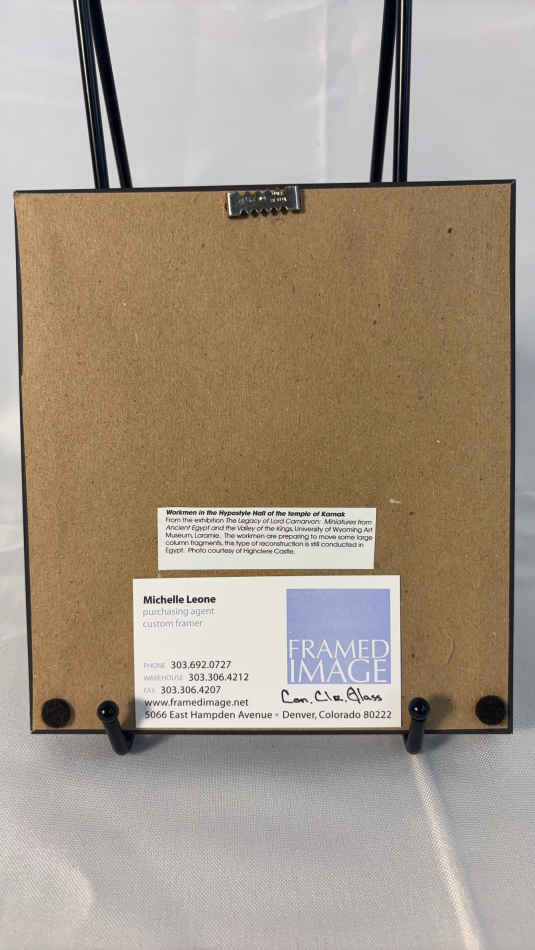 Workmen in the Hypostyle Hall of the temple of Karnak
From the exhibition The Legacy of Lord Carnarvon: Miniatures from
Ancient Egypt and the Valley of the Kings, University of Wyoming Art
Museum, Laramie. The workmen are preparing to move some large
column fragments, the type of reconstruction is still conducted in
Egypt. Photo courtesy of Highclere Castle.
Michelle Leone
purchasing agent
custom framer
PHONE 303.692.0727
WAREHOUSE 303.306.4212
FAX 303.306.4207
www.framedimage.net
5066 East Hampden Avenue • Denver, Colorado 80222
FRAMED
IMAGE
Con. Cle. Glass